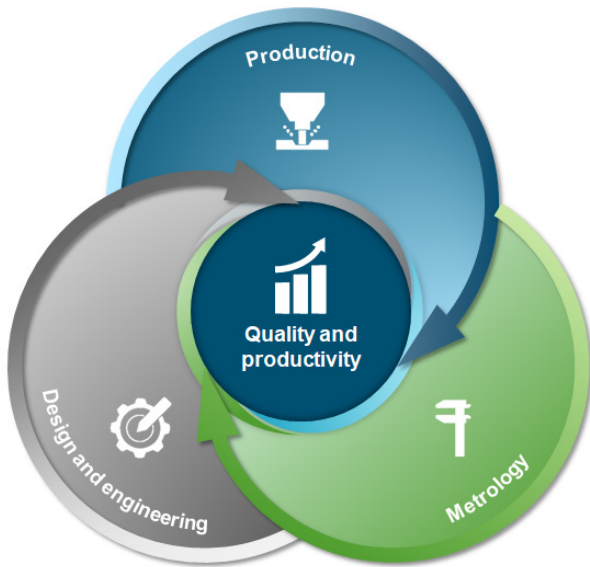 Production
Quality and
productivity
Design and engineering
Metrology